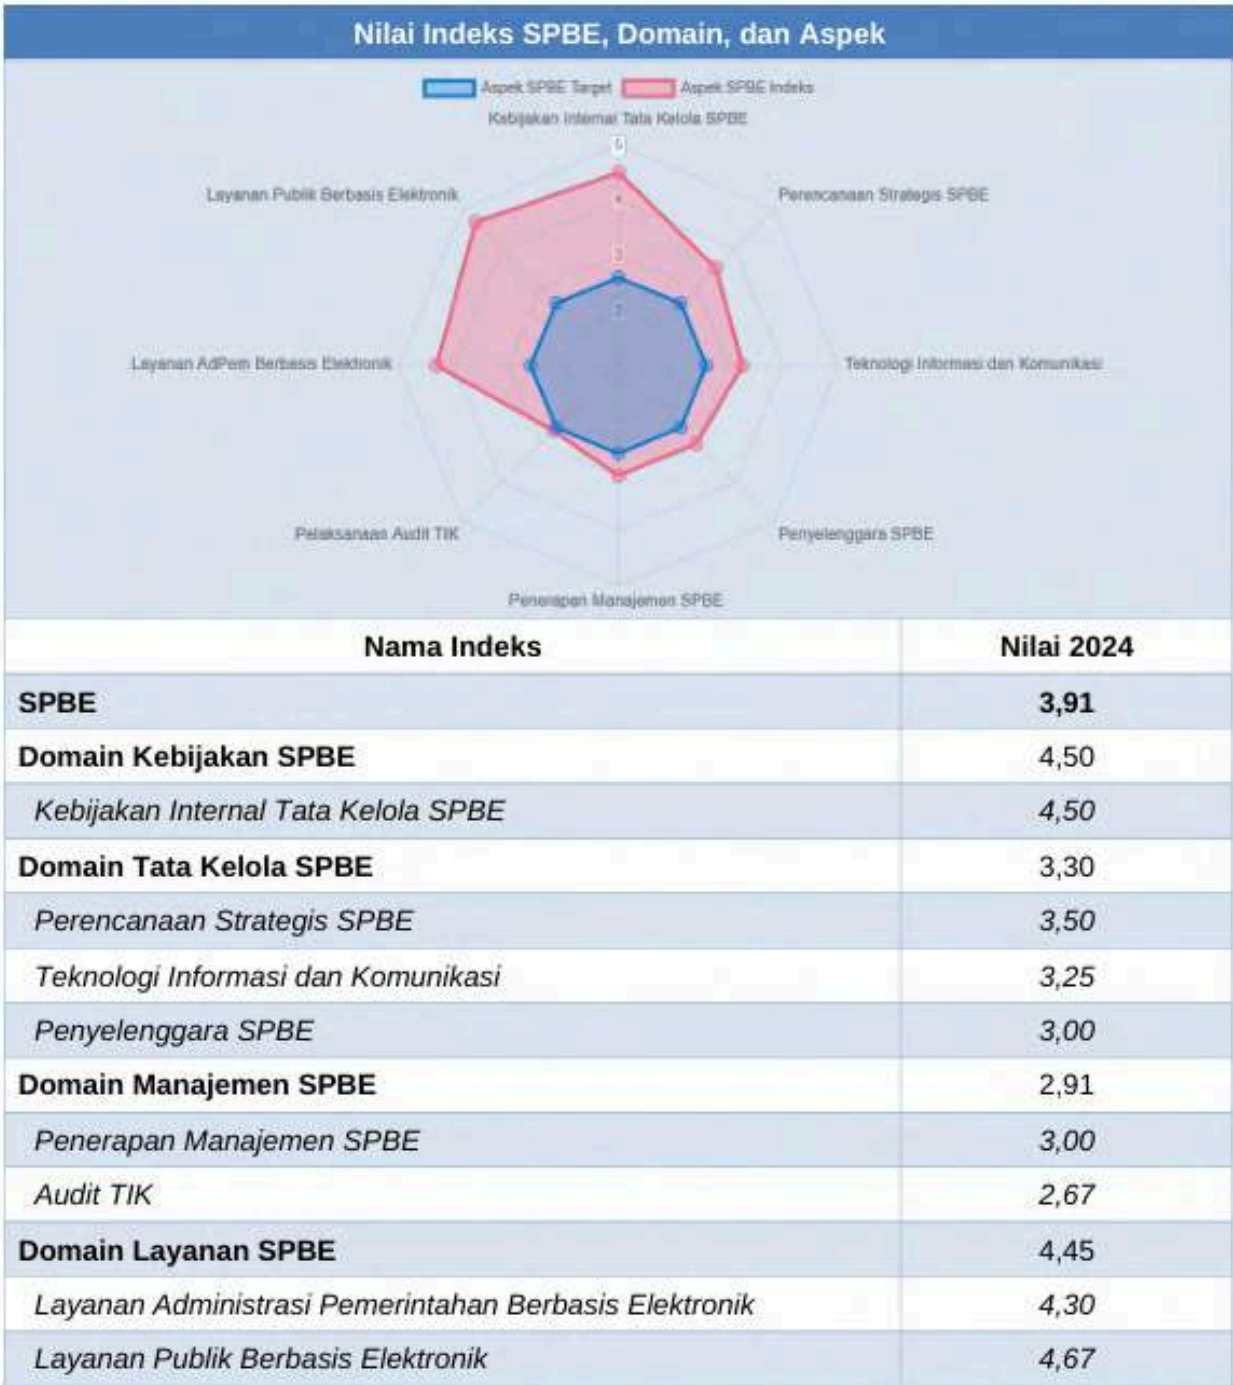 Nilai Indeks SPBE, Domain, dan Aspek
Aspek SPBE Target Aspek SPBE Indeks
Kebijakan Internal Tata Kelola SPBE
5
Layanan Publik Berbasis Elektronik
Perencanaan Strategis SPBE
4
3
2
Layanan AdPem Berbasis Elektronik
Teknologi Informasi dan Komunikasi
Pelaksanaan Audit TIK
Penyelenggara SPBE
Penerapan Manajemen SPBE
Nama Indeks Nilai 2024
SPBE 3,91
Domain Kebijakan SPBE 4,50
Kebijakan Internal Tata Kelola SPBE 4,50
Domain Tata Kelola SPBE 3,30
Perencanaan Strategis SPBE 3,50
Teknologi Informasi dan Komunikasi 3,25
Penyelenggara SPBE 3,00
Domain Manajemen SPBE 2,91
Penerapan Manajemen SPBE 3,00
Audit TIK 2,67
Domain Layanan SPBE 4,45
Layanan Administrasi Pemerintahan Berbasis Elektronik 4,30
Layanan Publik Berbasis Elektronik 4,67